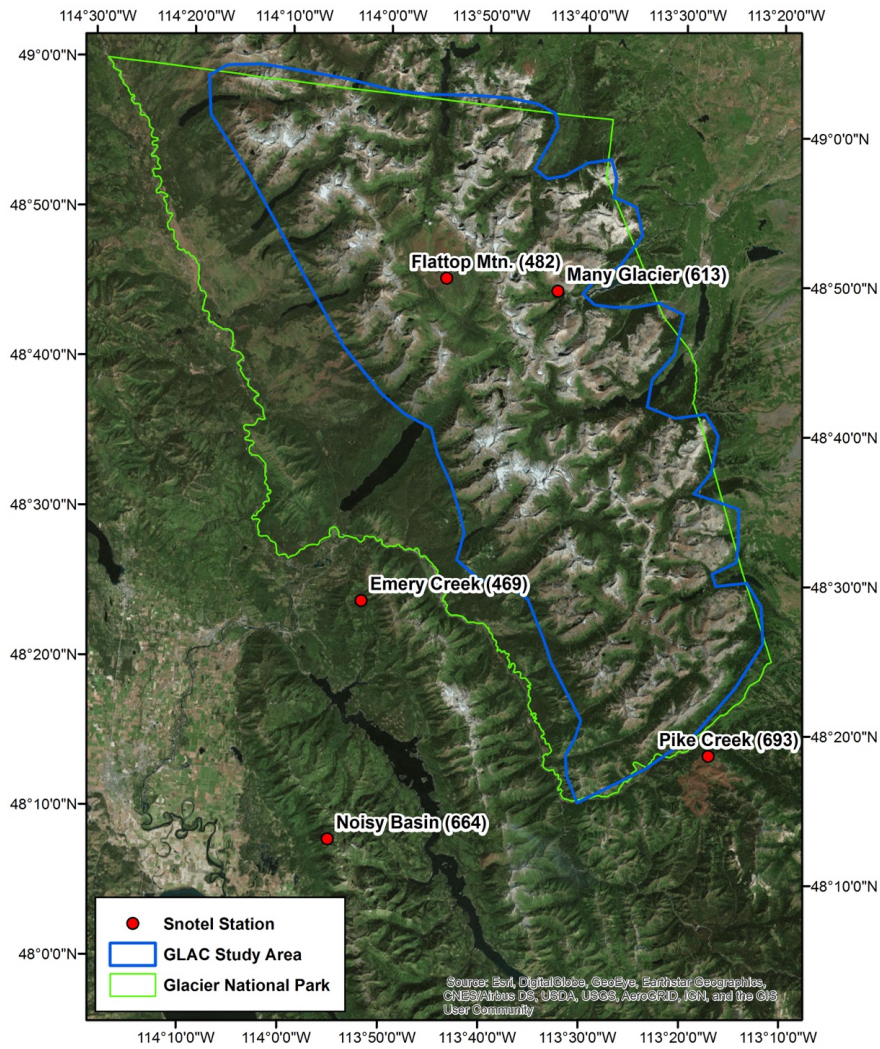 114°30'0"W 114°20'0"W 114°10'0"W 114°0'0"W 113°50'0"W 113°40'0"W 113°30'0"W 113°20'0"W
49°0'0"N
49°0'0"N
48°50'0"N
Flattop Mtn. (482)
Many Glacier (613)
48°50'0"N
48°40'0"N
48°40'0"N
48°30'0"N
Emery Creek (469)
48°30'0"N
48°20'0"N
Pike Creek (693)
48°20'0"N
48°10'0"N
Noisy Basin (664)
48°10'0"N
Snotel Station
GLAC Study Area
48°0'0"N
Glacier National Park
Source: Esri, DigitalGlobe, GeoEye, Earthstar Geographics,
CNES/Airbus DS, USDA, USGS, AeroGRID, IGN, and the GIS
User Community
114°10'0"W 114°0'0"W 113°50'0"W 113°40'0"W 113°30'0"W 113°20'0"W 113°10'0"W